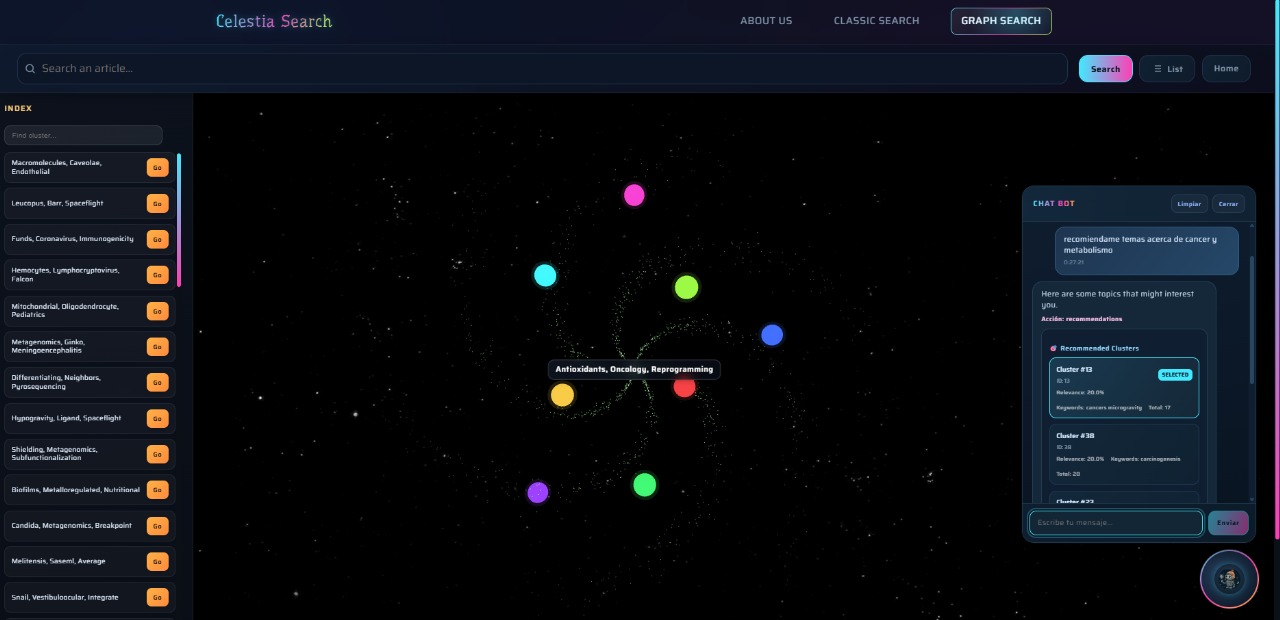 Celestia Search
ABOUT US
CLASSIC SEARCH
GRAPH SEARCH
Search an article...
Search
☰ List
Home
INDEX
Find cluster...
Macromolecules, Caveolae,
Endothelial
Go
Leucopus, Barr, Spaceflight
Go
Funds, Coronavirus, Immunogenicity
Go
Hemocytes, Lymphocryptovirus,
Falcon
Go
Mitochondrial, Oligodendrocyte,
Pediatrics
Go
Metagenomics, Ginko,
Meningoencephalitis
Go
Differentiating, Neighbors,
Pyrosequencing
Go
Hypogravity, Ligand, Spaceflight
Go
Shielding, Metagenomics,
Subfunctionalization
Go
Biofilms, Metalloregulated, Nutritional
Go
Candida, Metagenomics, Breakpoint
Go
Melitensis, Saseml, Average
Go
Snail, Vestibuloocular, Integrate
Go
Antioxidants, Oncology, Reprogramming
CHAT BOT
Limpiar
Cerrar
recomiendame temas acerca de cancer y
metabolismo
0:27:21
Here are some topics that might interest
you.
Acción: recommendations
Recommended Clusters
Cluster #13
SELECTED
ID: 13
Relevance: 20.0%
Keywords: cancers microgravity Total: 17
Cluster #38
ID: 38
Relevance: 20.0% Keywords: carcinogenesis
Total: 20
Cluster #23
Escribe tu mensaje...
Enviar